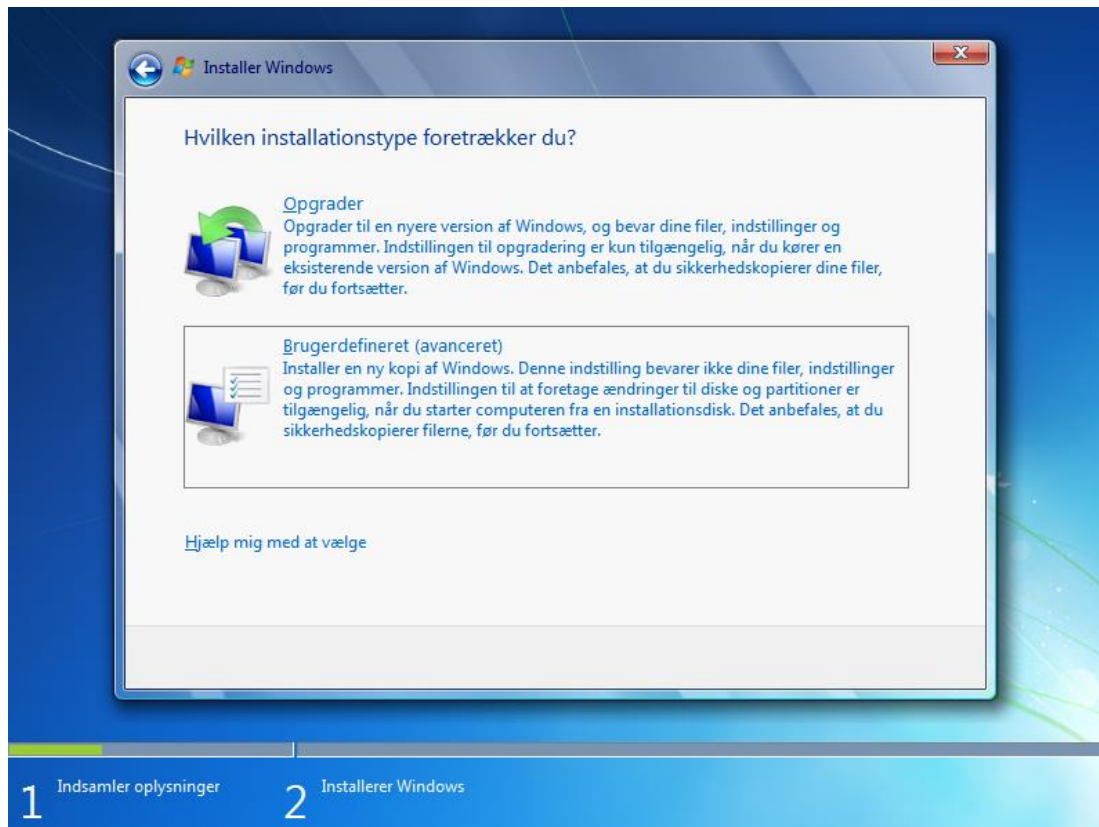 Installer Windows
Hvilken installationstype foretrækker du?
Opgrader
Opgrader til en nyere version af Windows, og bevar dine filer, indstillinger og
programmer. Indstillingen til opgradering er kun tilgængelig, når du kører en
eksisterende version af Windows. Det anbefales, at du sikkerhedskopierer dine filer,
før du fortsætter.
Brugerdefineret (avanceret)
Installer en ny kopi af Windows. Denne indstilling bevarer ikke dine filer, indstillinger
og programmer. Indstillingen til at foretage ændringer til diske og partitioner er
tilgængelig, når du starter computeren fra en installationsdisk. Det anbefales, at du
sikkerhedskopierer filerne, før du fortsætter.
Hjælp mig med at vælge
1 Indsamler oplysninger
2 Installerer Windows